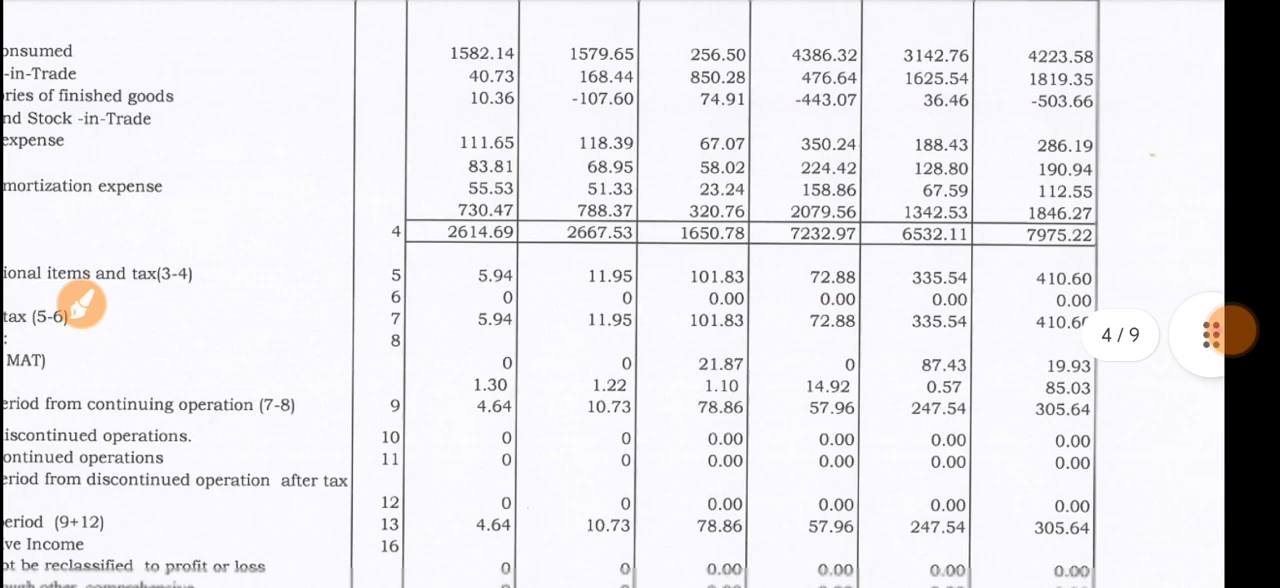 onsumed 1582.14 1579.65 256.50 4386.32 3142.76 4223.58
-in-Trade 40.73 168.44 850.28 476.64 1625.54 1819.35
ries of finished goods 10.36 -107.60 74.91 -443.07 36.46 -503.66
nd Stock -in-Trade
expense 111.65 118.39 67.07 350.24 188.43 286.19
83.81 68.95 58.02 224.42 128.80 190.94
mortization expense 55.53 51.33 23.24 158.86 67.59 112.55
730.47 788.37 320.76 2079.56 1342.53 1846.27
4 2614.69 2667.53 1650.78 7232.97 6532.11 7975.22
ional items and tax(3-4) 5 5.94 11.95 101.83 72.88 335.54 410.60
6 0 0 0.00 0.00 0.00 0.00
tax (5-6) 7 5.94 11.95 101.83 72.88 335.54 410.60
4 / 9
: 8
MAT) 0 0 21.87 0 87.43 19.93
1.30 1.22 1.10 14.92 0.57 85.03
eriod from continuing operation (7-8) 9 4.64 10.73 78.86 57.96 247.54 305.64
iscontinued operations. 10 0 0 0.00 0.00 0.00 0.00
ontinued operations 11 0 0 0.00 0.00 0.00 0.00
eriod from discontinued operation after tax
12 0 0 0.00 0.00 0.00 0.00
eriod (9+12) 13 4.64 10.73 78.86 57.96 247.54 305.64
ve Income 16
ot be reclassified to profit or loss 0 0 0.00 0.00 0.00 0.00